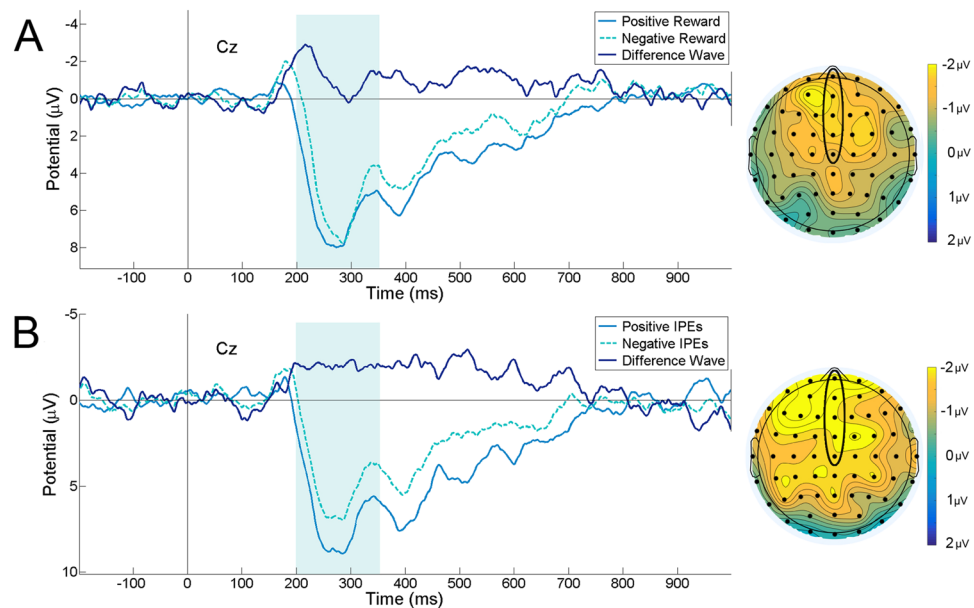 A
Cz
Positive Reward
Negative Reward
Difference Wave
Potential (µV)
-4
-2
0
2
4
6
8
-100
0
100
200
300
400
500
600
700
800
900
Time (ms)
-2µV
-1µV
0µV
1µV
2µV
B
Cz
Positive IPEs
Negative IPEs
Difference Wave
Potential (µV)
-5
0
5
10
-100
0
100
200
300
400
500
600
700
800
900
Time (ms)
-2µV
-1µV
0µV
1µV
2µV